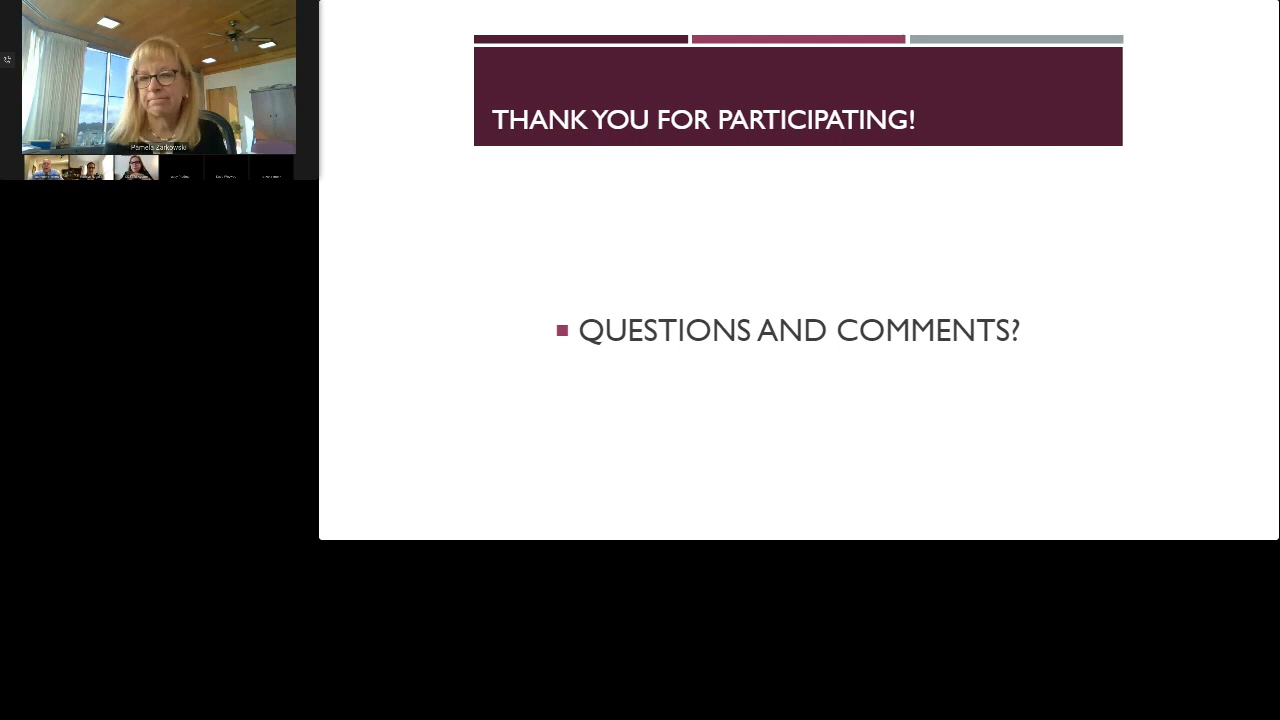 Pamela Zarkowski
THANK YOU FOR PARTICIPATING!
QUESTIONS AND COMMENTS?